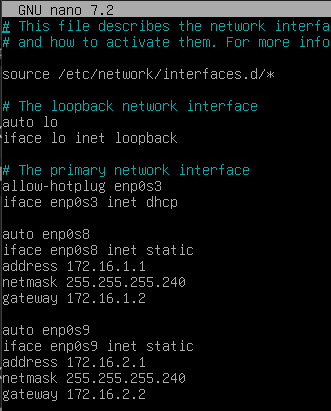 GNU nano 7.2
# This file describes the network interfa
# and how to activate them. For more info
source /etc/network/interfaces.d/*
# The loopback network interface
auto lo
iface lo inet loopback
# The primary network interface
allow-hotplug enp0s3
iface enp0s3 inet dhcp
auto enp0s8
iface enp0s8 inet static
address 172.16.1.1
netmask 255.255.255.240
gateway 172.16.1.2
auto enp0s9
iface enp0s9 inet static
address 172.16.2.1
netmask 255.255.255.240
gateway 172.16.2.2